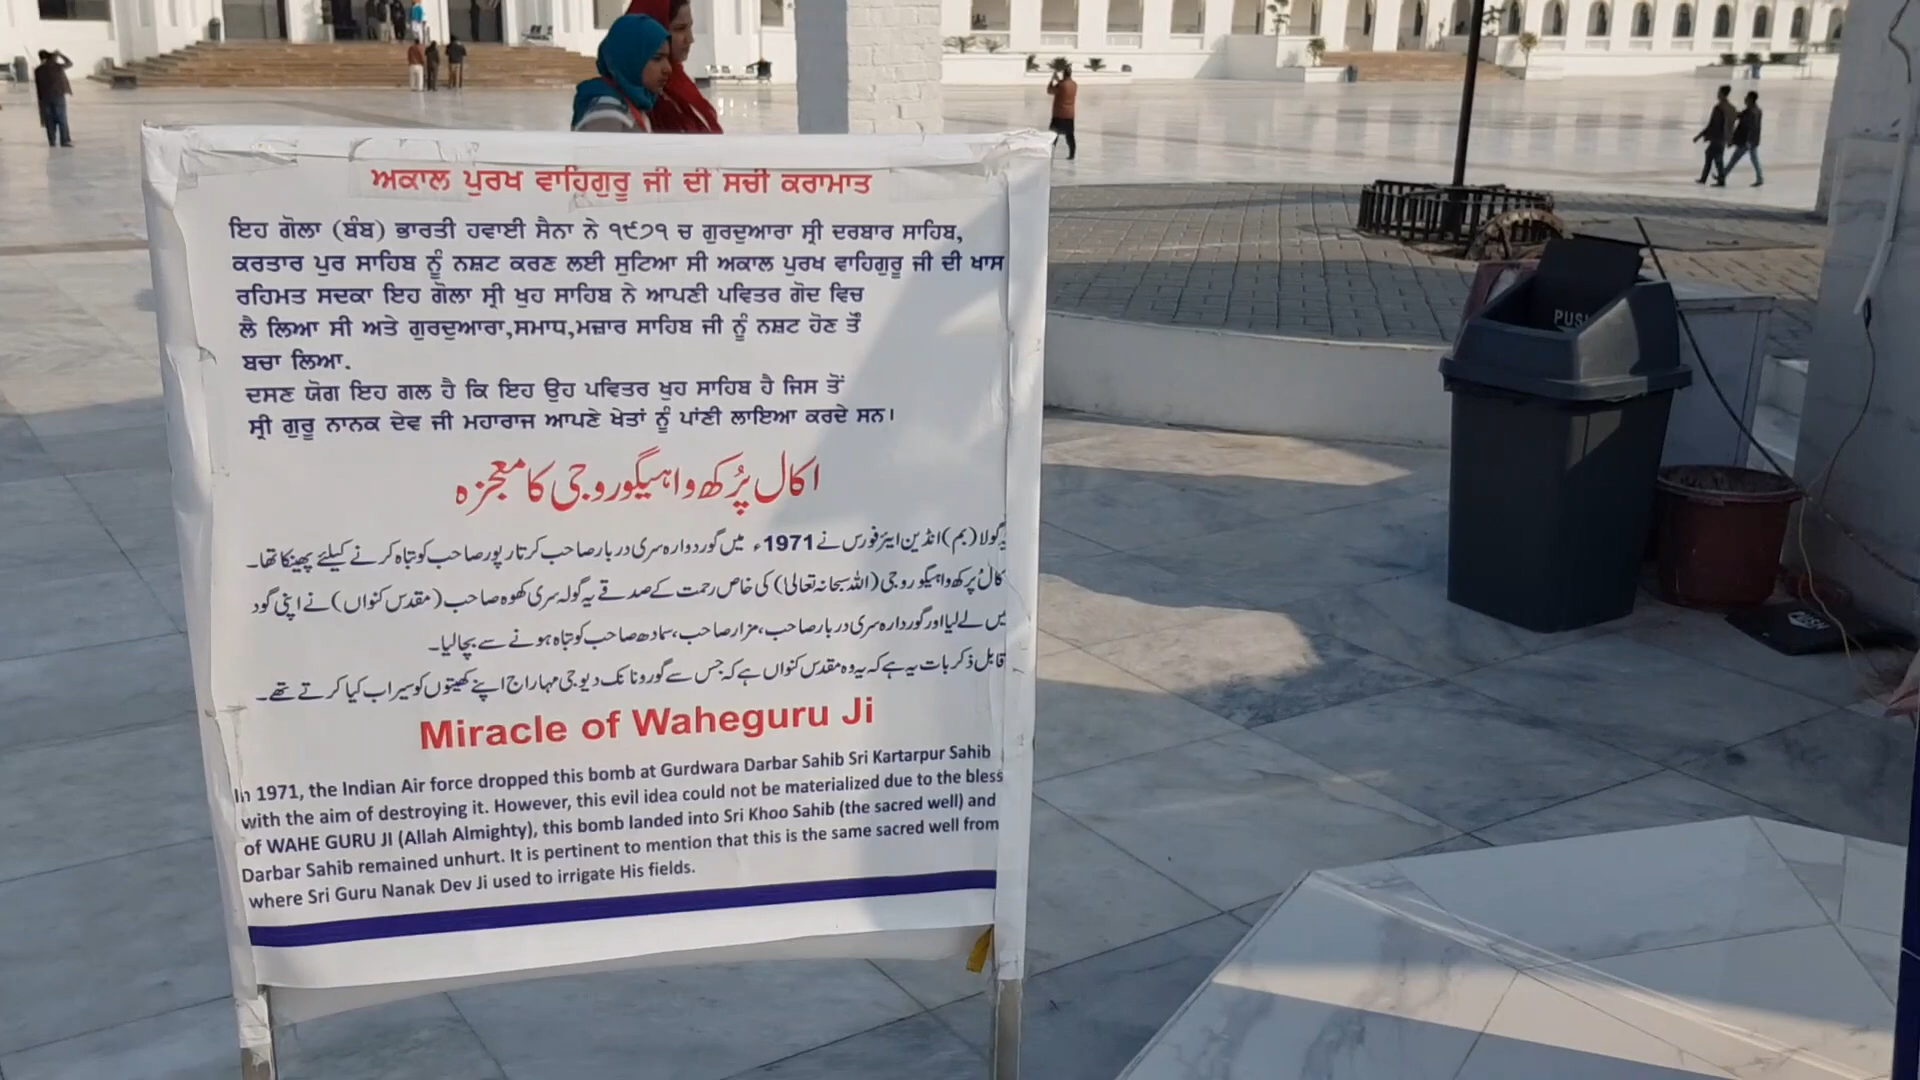 ਅਕਾਲ ਪੁਰਖ ਵਾਹਿਗੁਰੂ ਜੀ ਦੀ ਸਚੀ ਕਰਾਮਾਤ
ਇਹ ਗੋਲਾ (ਬੰਬ) ਭਾਰਤੀ ਹਵਾਈ ਸੈਨਾ ਨੇ ੧੯੭੧ ਚ ਗੁਰਦੁਆਰਾ ਸ੍ਰੀ ਦਰਬਾਰ ਸਾਹਿਬ,
ਕਰਤਾਰ ਪੁਰ ਸਾਹਿਬ ਨੂੰ ਨਸ਼ਟ ਕਰਣ ਲਈ ਸੁਟਿਆ ਸੀ ਅਕਾਲ ਪੁਰਖ ਵਾਹਿਗੁਰੂ ਜੀ ਦੀ ਖਾਸ
ਰਹਿਮਤ ਸਦਕਾ ਇਹ ਗੋਲਾ ਸ੍ਰੀ ਖੁਹ ਸਾਹਿਬ ਨੇ ਆਪਣੀ ਪਵਿਤਰ ਗੋਦ ਵਿਚ
ਲੈ ਲਿਆ ਸੀ ਅਤੇ ਗੁਰਦੁਆਰਾ,ਸਮਾਧ,ਮਜ਼ਾਰ ਸਾਹਿਬ ਜੀ ਨੂੰ ਨਸ਼ਟ ਹੋਣ ਤੋਂ
ਬਚਾ ਲਿਆ.
ਦਸਣ ਯੋਗ ਇਹ ਗਲ ਹੈ ਕਿ ਇਹ ਉਹ ਪਵਿਤਰ ਖੁਹ ਸਾਹਿਬ ਹੈ ਜਿਸ ਤੋਂ
ਸ੍ਰੀ ਗੁਰੂ ਨਾਨਕ ਦੇਵ ਜੀ ਮਹਾਰਾਜ ਆਪਣੇ ਖੇਤਾਂ ਨੂੰ ਪਾਂਣੀ ਲਾਇਆ ਕਰਦੇ ਸਨ।
اکال پُرکھ واہیگورو جی کا معجزہ
یہ گولا (بم) انڈین ایئر فورس نے 1971ء میں گوردوارہ سری دربار صاحب کرتارپور صاحب کو تباہ کرنے کیلئے پھینکا تھا۔
کال پُرکھ واہیگورو جی (اللہ سبحانہ تعالیٰ) کی خاص رحمت کے صدقے یہ گولہ سری کھوہ صاحب (مقدس کنواں) نے اپنی گود
میں لے لیا اور گوردارہ سری دربار صاحب، مزار صاحب، سمادھ صاحب کو تباہ ہونے سے بچا لیا۔
قابل ذکر بات یہ ہے کہ یہ وہ مقدس کنواں ہے کہ جس سے گورونانک دیو جی مہاراج اپنے کھیتوں کو سیراب کیا کرتے تھے۔
Miracle of Waheguru Ji
In 1971, the Indian Air force dropped this bomb at Gurdwara Darbar Sahib Sri Kartarpur Sahib
with the aim of destroying it. However, this evil idea could not be materialized due to the bless
of WAHE GURU JI (Allah Almighty), this bomb landed into Sri Khoo Sahib (the sacred well) and
Darbar Sahib remained unhurt. It is pertinent to mention that this is the same sacred well from
where Sri Guru Nanak Dev Ji used to irrigate His fields.
PUSH
PUSH